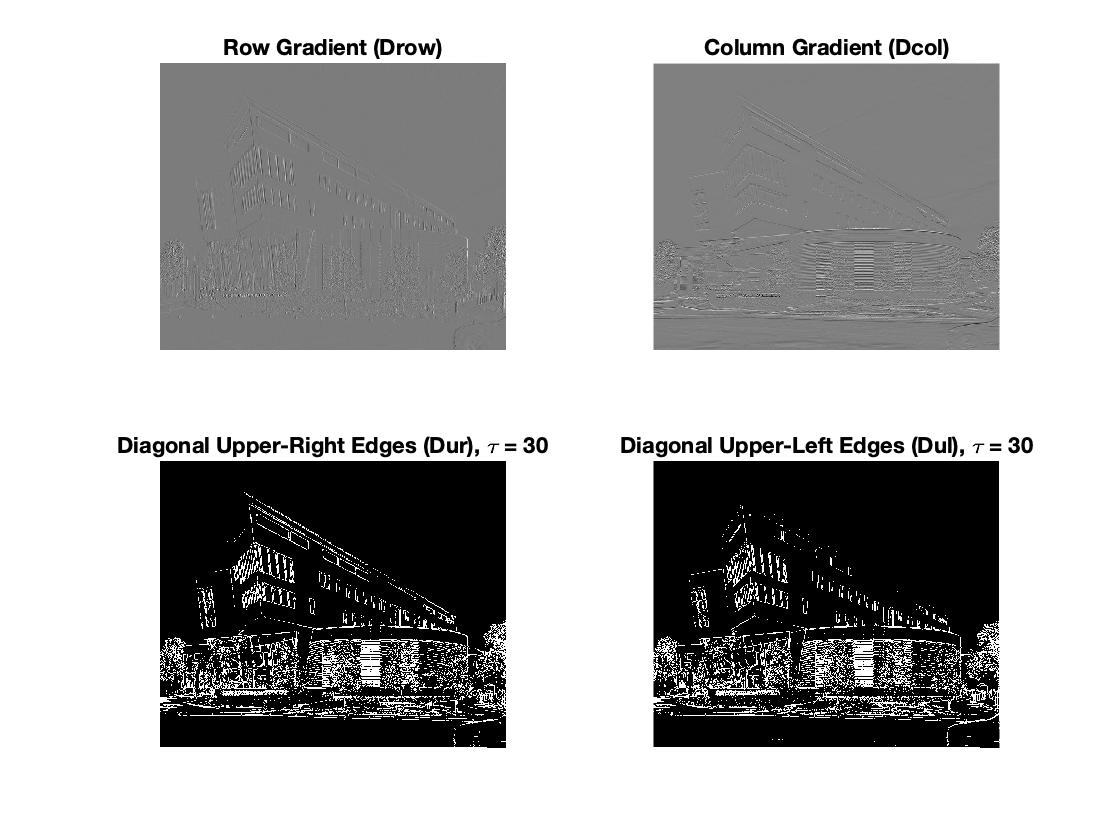 Row Gradient (Drow)
Column Gradient (Dcol)
Diagonal Upper-Right Edges (Dur), τ = 30
Diagonal Upper-Left Edges (Dul), τ = 30